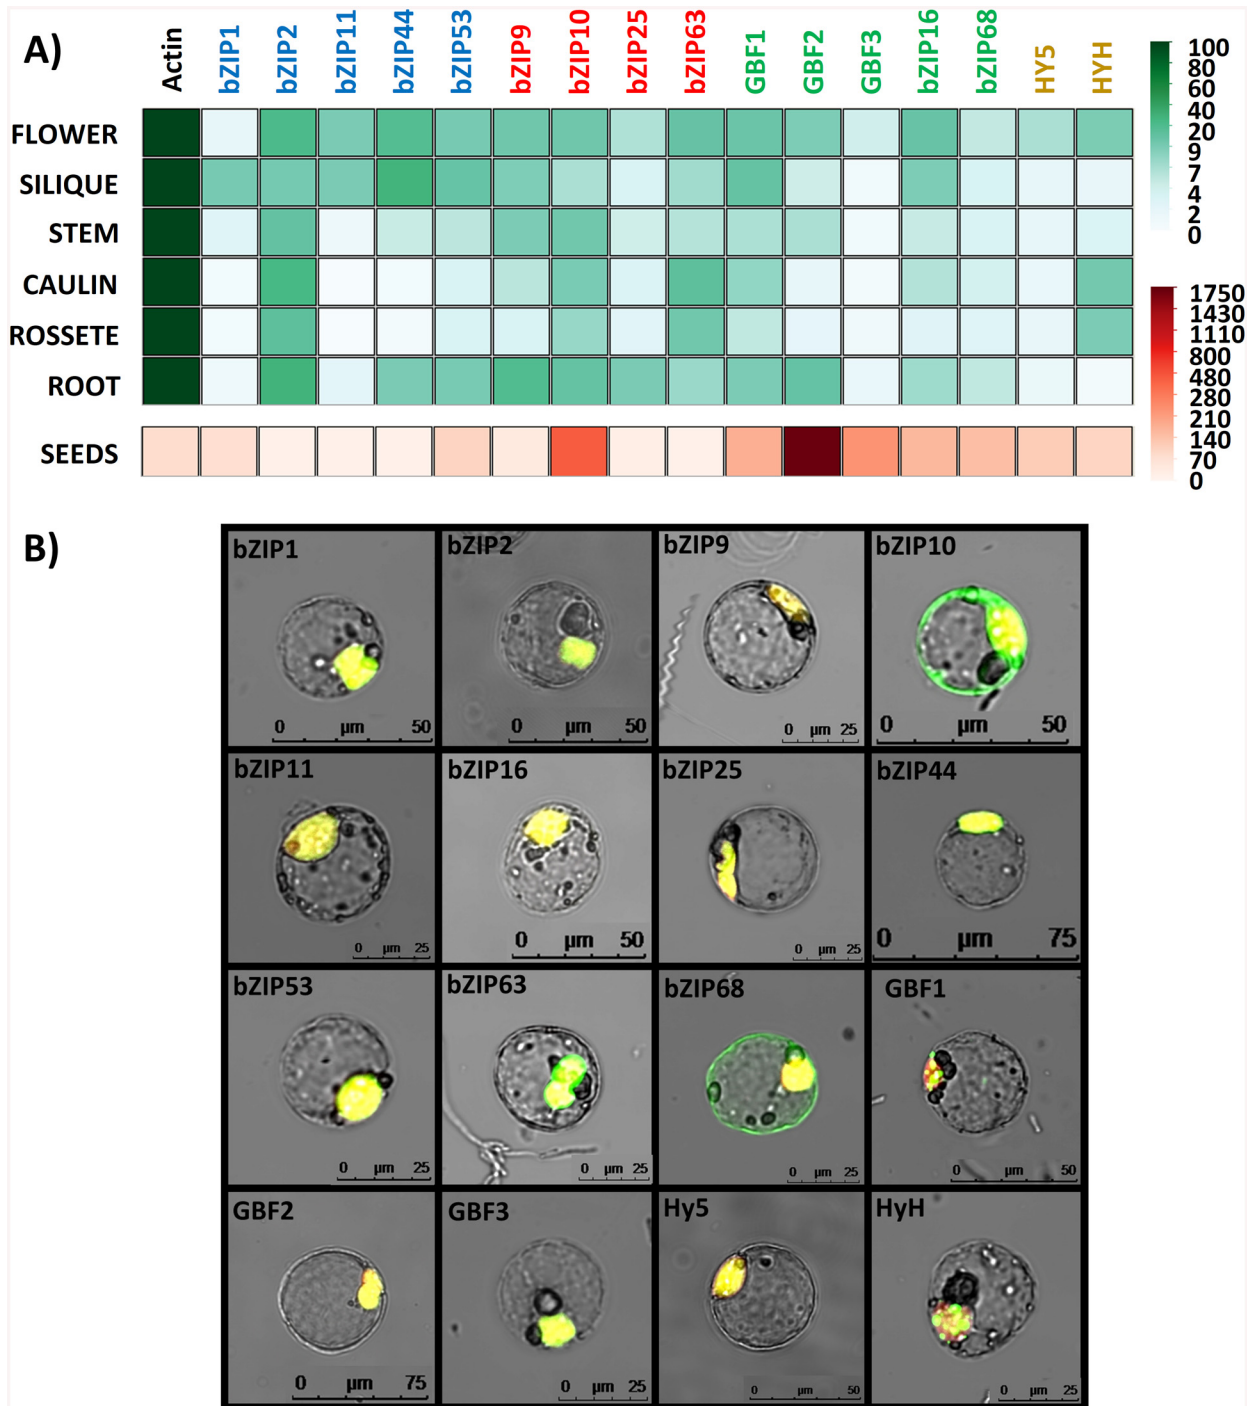 A)
Actin bZIP1 bZIP2 bZIP11 bZIP44 bZIP53 bZIP9 bZIP10 bZIP25 bZIP63 GBF1 GBF2 GBF3 bZIP16 bZIP68 HY5 HYH
FLOWER
SILIQUE
STEM
CAULIN
ROSSETE
ROOT
SEEDS
100
80
60
40
20
9
7
4
2
0
1750
1430
1110
800
480
280
210
140
70
0
B)
bZIP1 bZIP2 bZIP9 bZIP10
0 µm 50 0 µm 50 0 µm 25 0 µm 50
bZIP11 bZIP16 bZIP25 bZIP44
0 µm 25 0 µm 50 0 µm 25 0 µm 75
bZIP53 bZIP63 bZIP68 GBF1
0 µm 25 0 µm 25 0 µm 25 0 µm 50
GBF2 GBF3 Hy5 HyH
0 µm 75 0 µm 25 0 µm 50 0 µm 25